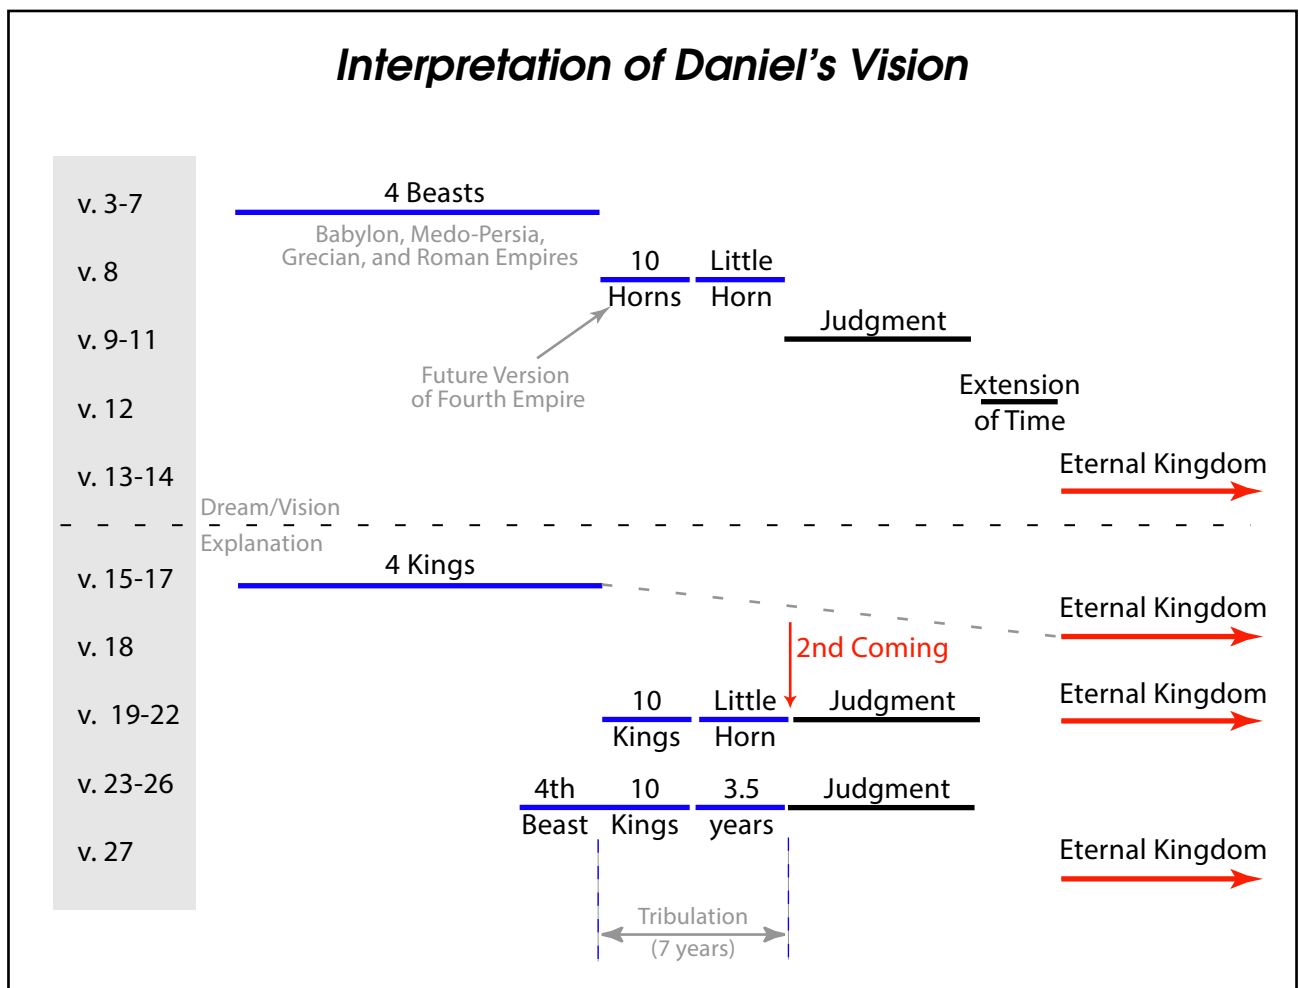 Interpretation of Daniel's Vision
v. 3-7
4 Beasts
Babylon, Medo-Persia,
Grecian, and Roman Empires
v. 8
10
Horns
Little
Horn
v. 9-11
Judgment
Future Version
of Fourth Empire
v. 12
Extension
of Time
v. 13-14
Eternal Kingdom
Dream/Vision
Explanation
v. 15-17
4 Kings
Eternal Kingdom
v. 18
2nd Coming
v. 19-22
10
Kings
Little
Horn
Judgment
Eternal Kingdom
v. 23-26
4th
Beast
10
Kings
3.5
years
Judgment
v. 27
Eternal Kingdom
Tribulation
(7 years)